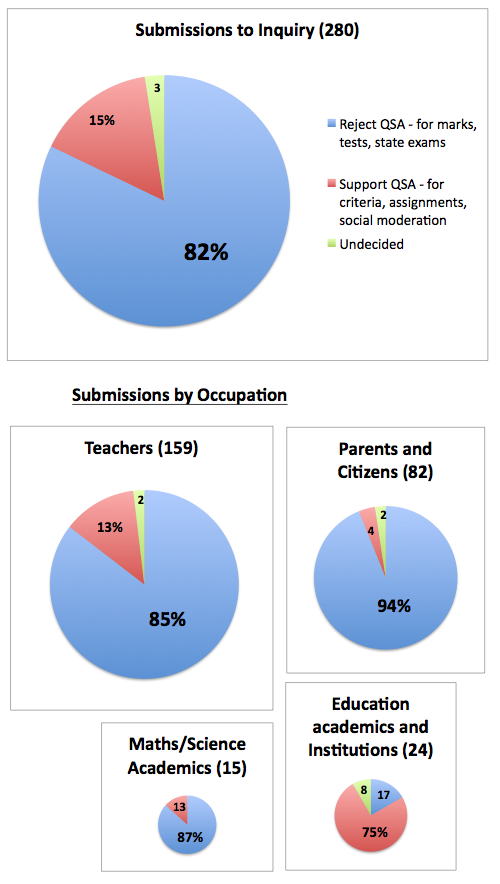 Submissions to Inquiry (280)
3
15%
82%
Reject QSA - for marks,
tests, state exams
Support QSA - for
criteria, assignments,
social moderation
Undecided
Submissions by Occupation
Teachers (159)
2
13%
85%
Parents and
Citizens (82)
2
4
94%
Maths/Science
Academics (15)
13
87%
Education
academics and
Institutions (24)
8
17
75%